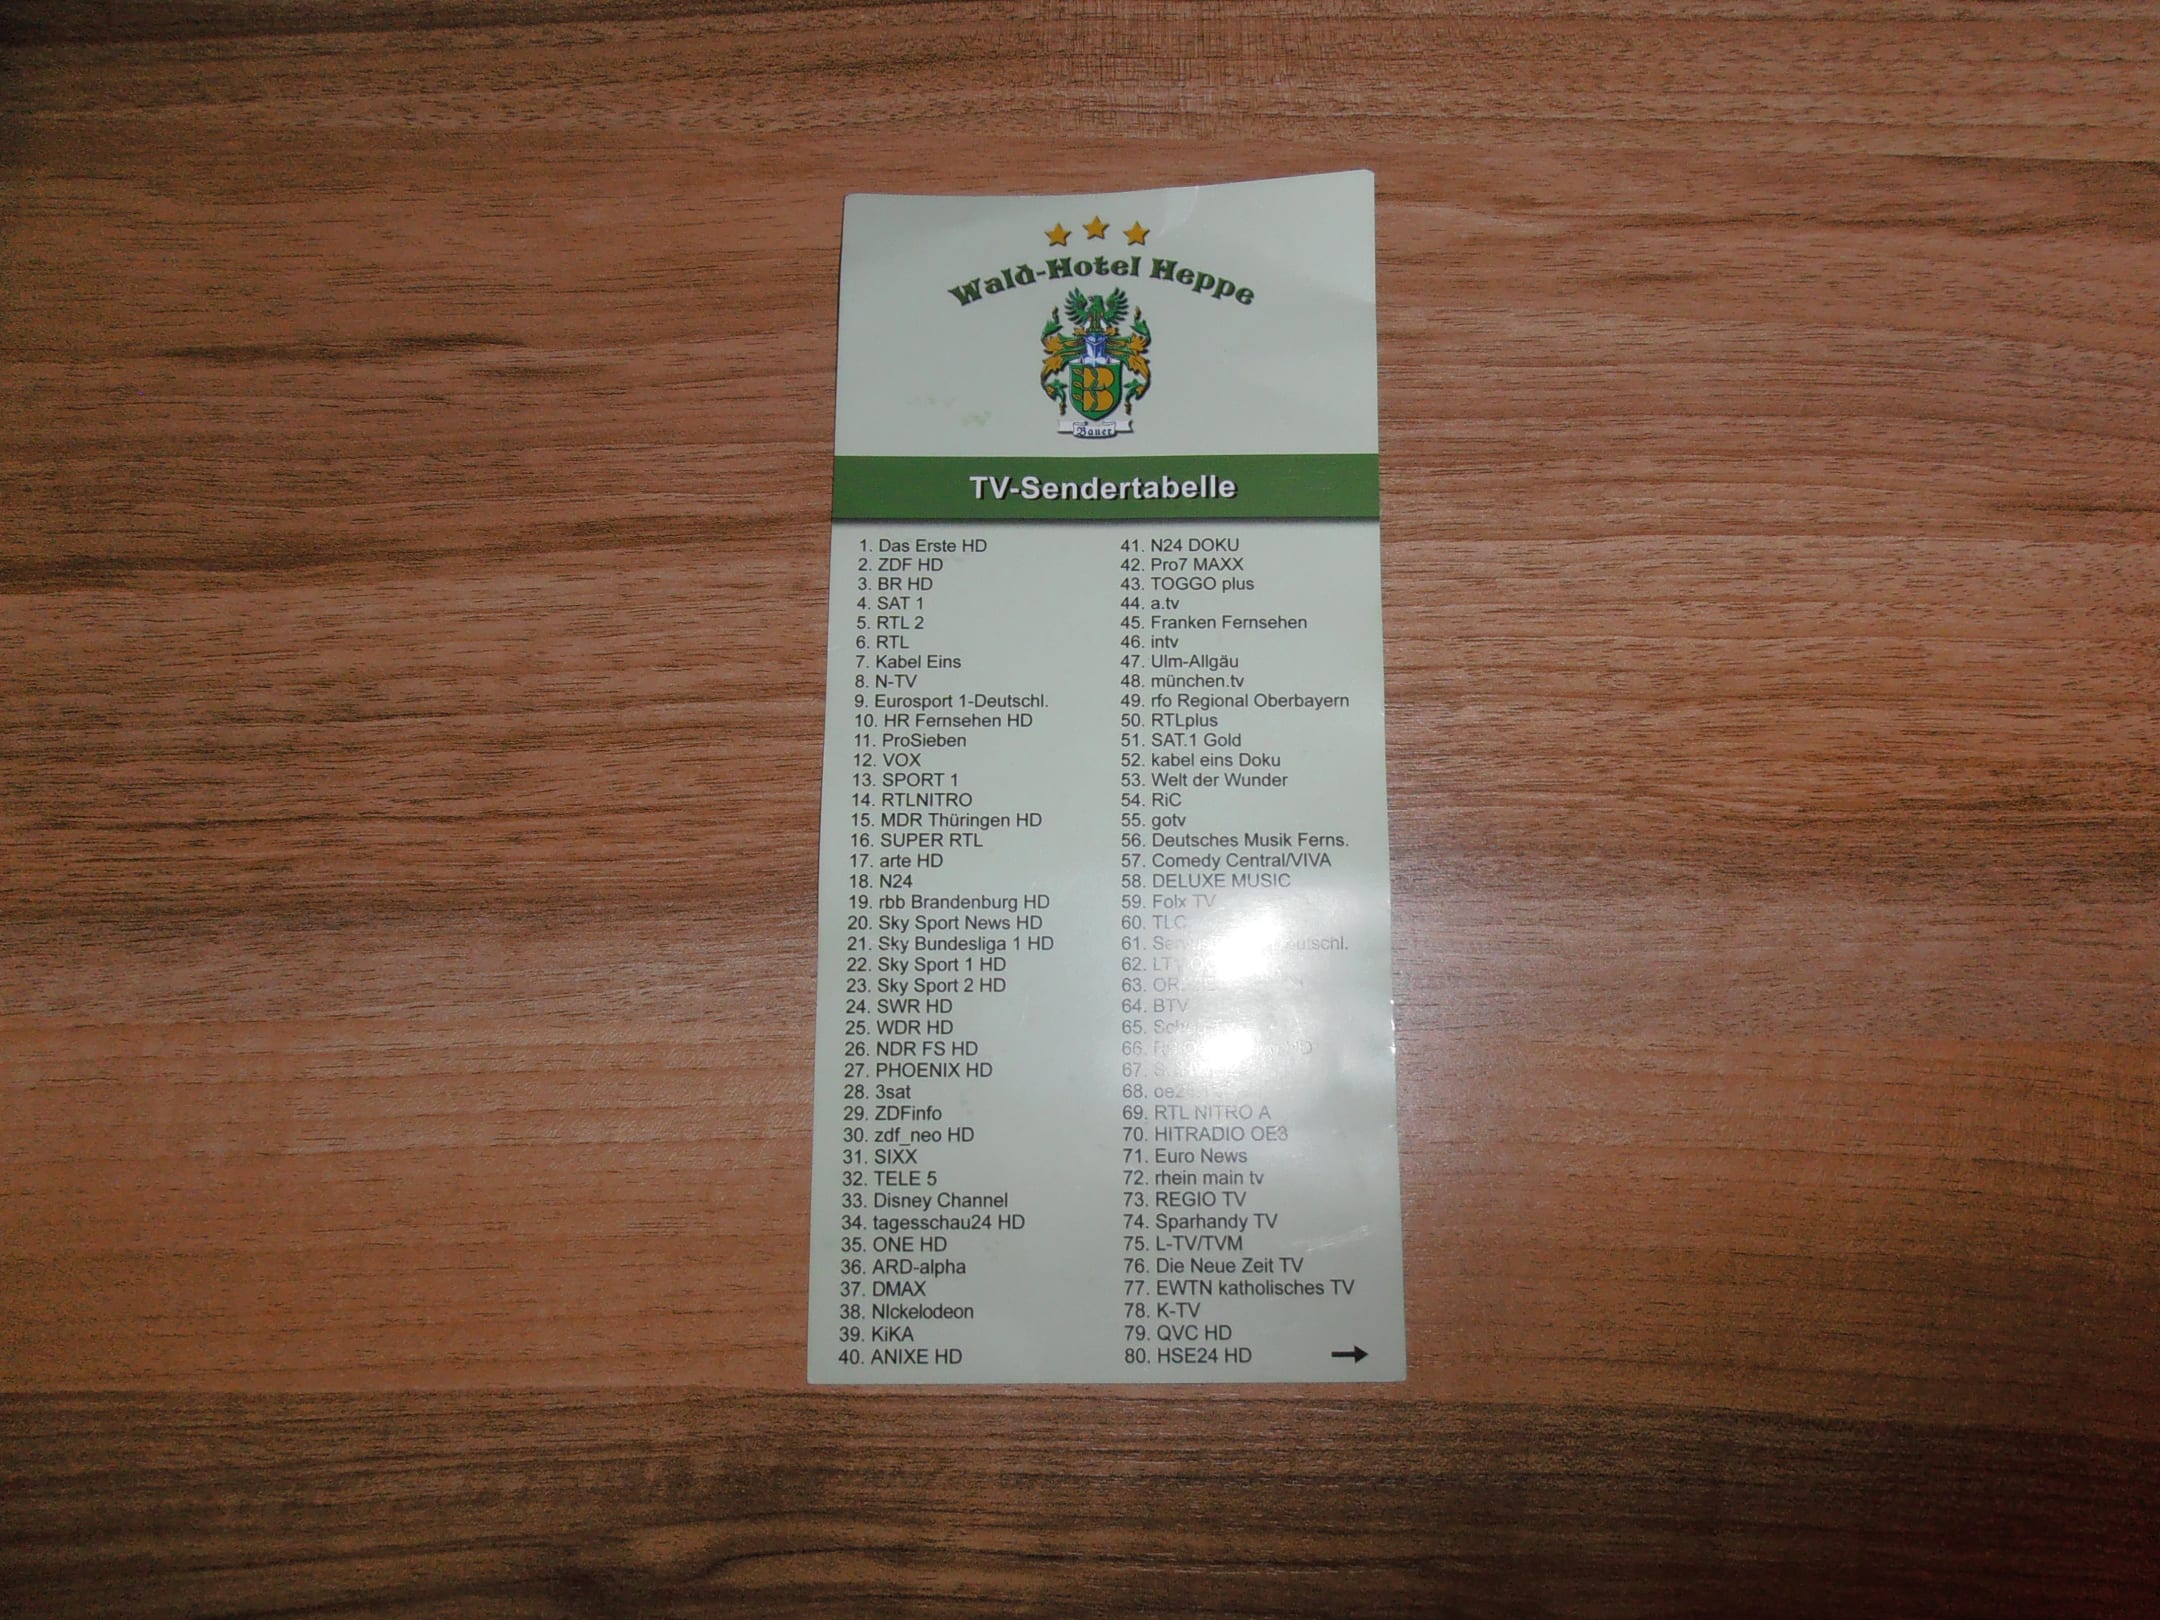 Wald-Hotel Heppe
Bauer
TV-Sendertabelle
1. Das Erste HD
2. ZDF HD
3. BR HD
4. SAT 1
5. RTL 2
6. RTL
7. Kabel Eins
8. N-TV
9. Eurosport 1-Deutschl.
10. HR Fernsehen HD
11. ProSieben
12. VOX
13. SPORT 1
14. RTLNITRO
15. MDR Thüringen HD
16. SUPER RTL
17. arte HD
18. N24
19. rbb Brandenburg HD
20. Sky Sport News HD
21. Sky Bundesliga 1 HD
22. Sky Sport 1 HD
23. Sky Sport 2 HD
24. SWR HD
25. WDR HD
26. NDR FS HD
27. PHOENIX HD
28. 3sat
29. ZDFinfo
30. zdf_neo HD
31. SIXX
32. TELE 5
33. Disney Channel
34. tagesschau24 HD
35. ONE HD
36. ARD-alpha
37. DMAX
38. NIckelodeon
39. KiKA
40. ANIXE HD
41. N24 DOKU
42. Pro7 MAXX
43. TOGGO plus
44. a.tv
45. Franken Fernsehen
46. intv
47. Ulm-Allgäu
48. münchen.tv
49. rfo Regional Oberbayern
50. RTLplus
51. SAT.1 Gold
52. kabel eins Doku
53. Welt der Wunder
54. RiC
55. gotv
56. Deutsches Musik Ferns.
57. Comedy Central/VIVA
58. DELUXE MUSIC
59. Folx TV
60. TLC
61.
62.
63.
64. BTV
65.
66.
67.
68.
69. RTL NITRO A
70. HITRADIO OE3
71. Euro News
72. rhein main tv
73. REGIO TV
74. Sparhandy TV
75. L-TV/TVM
76. Die Neue Zeit TV
77. EWTN katholisches TV
78. K-TV
79. QVC HD
80. HSE24 HD